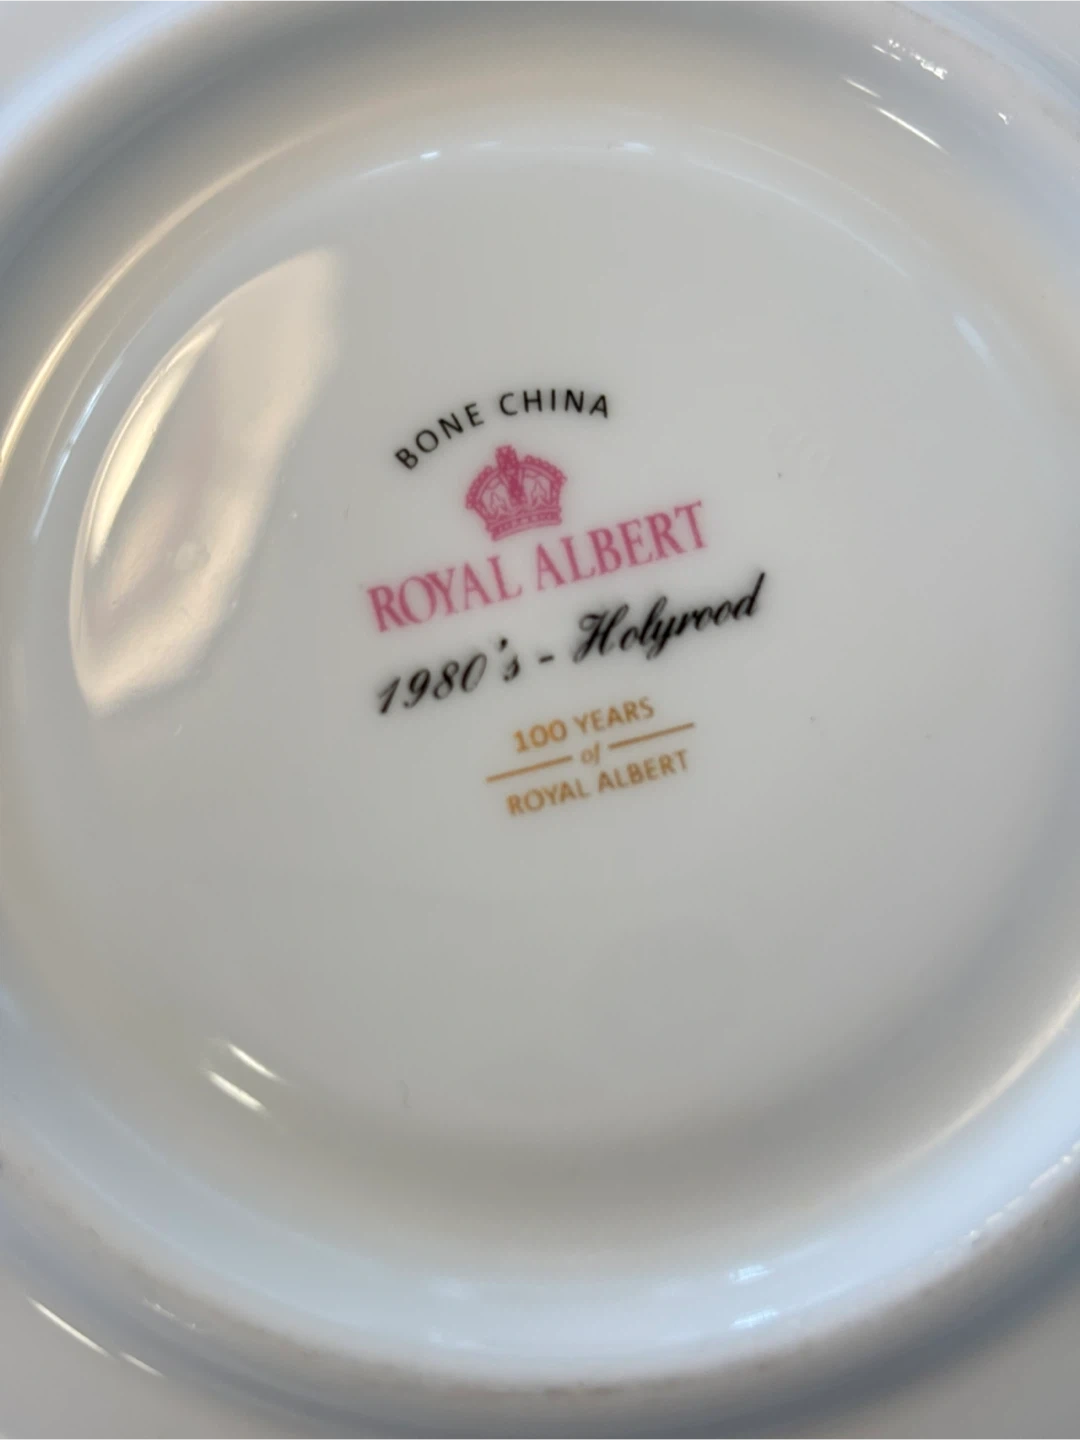 BONE CHINA
ROYAL ALBERT
1980's - Holyrood
100 YEARS
of
ROYAL ALBERT